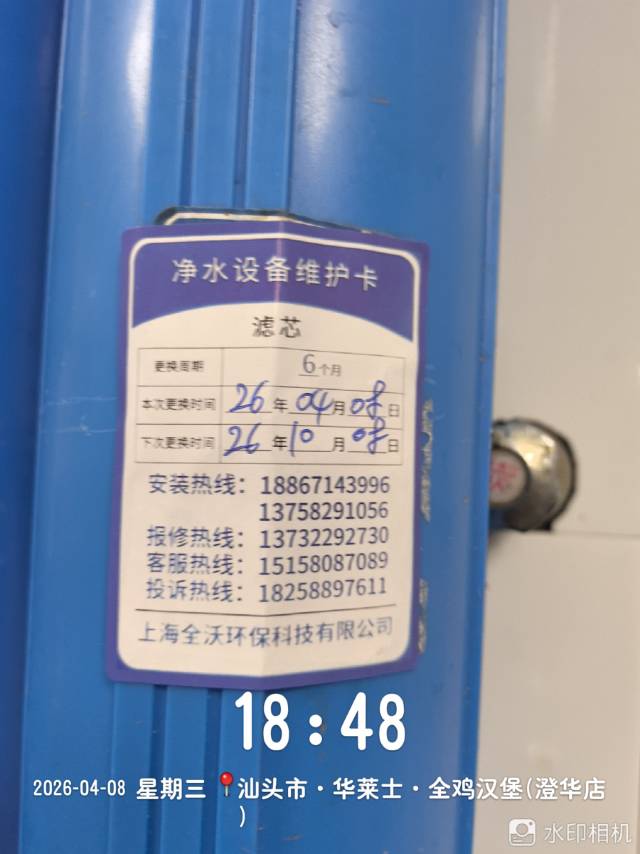 净水设备维护卡
滤芯
更换周期 6个月
本次更换时间 26年04月08日
下次更换时间 26年10月08日
安装热线：18867143996
13758291056
报修热线：13732292730
客服热线：15158087089
投诉热线：18258897611
上海全沃环保科技有限公司
18:48
2026-04-08 星期三 📍汕头市·华莱士·全鸡汉堡(澄华店
)
水印相机